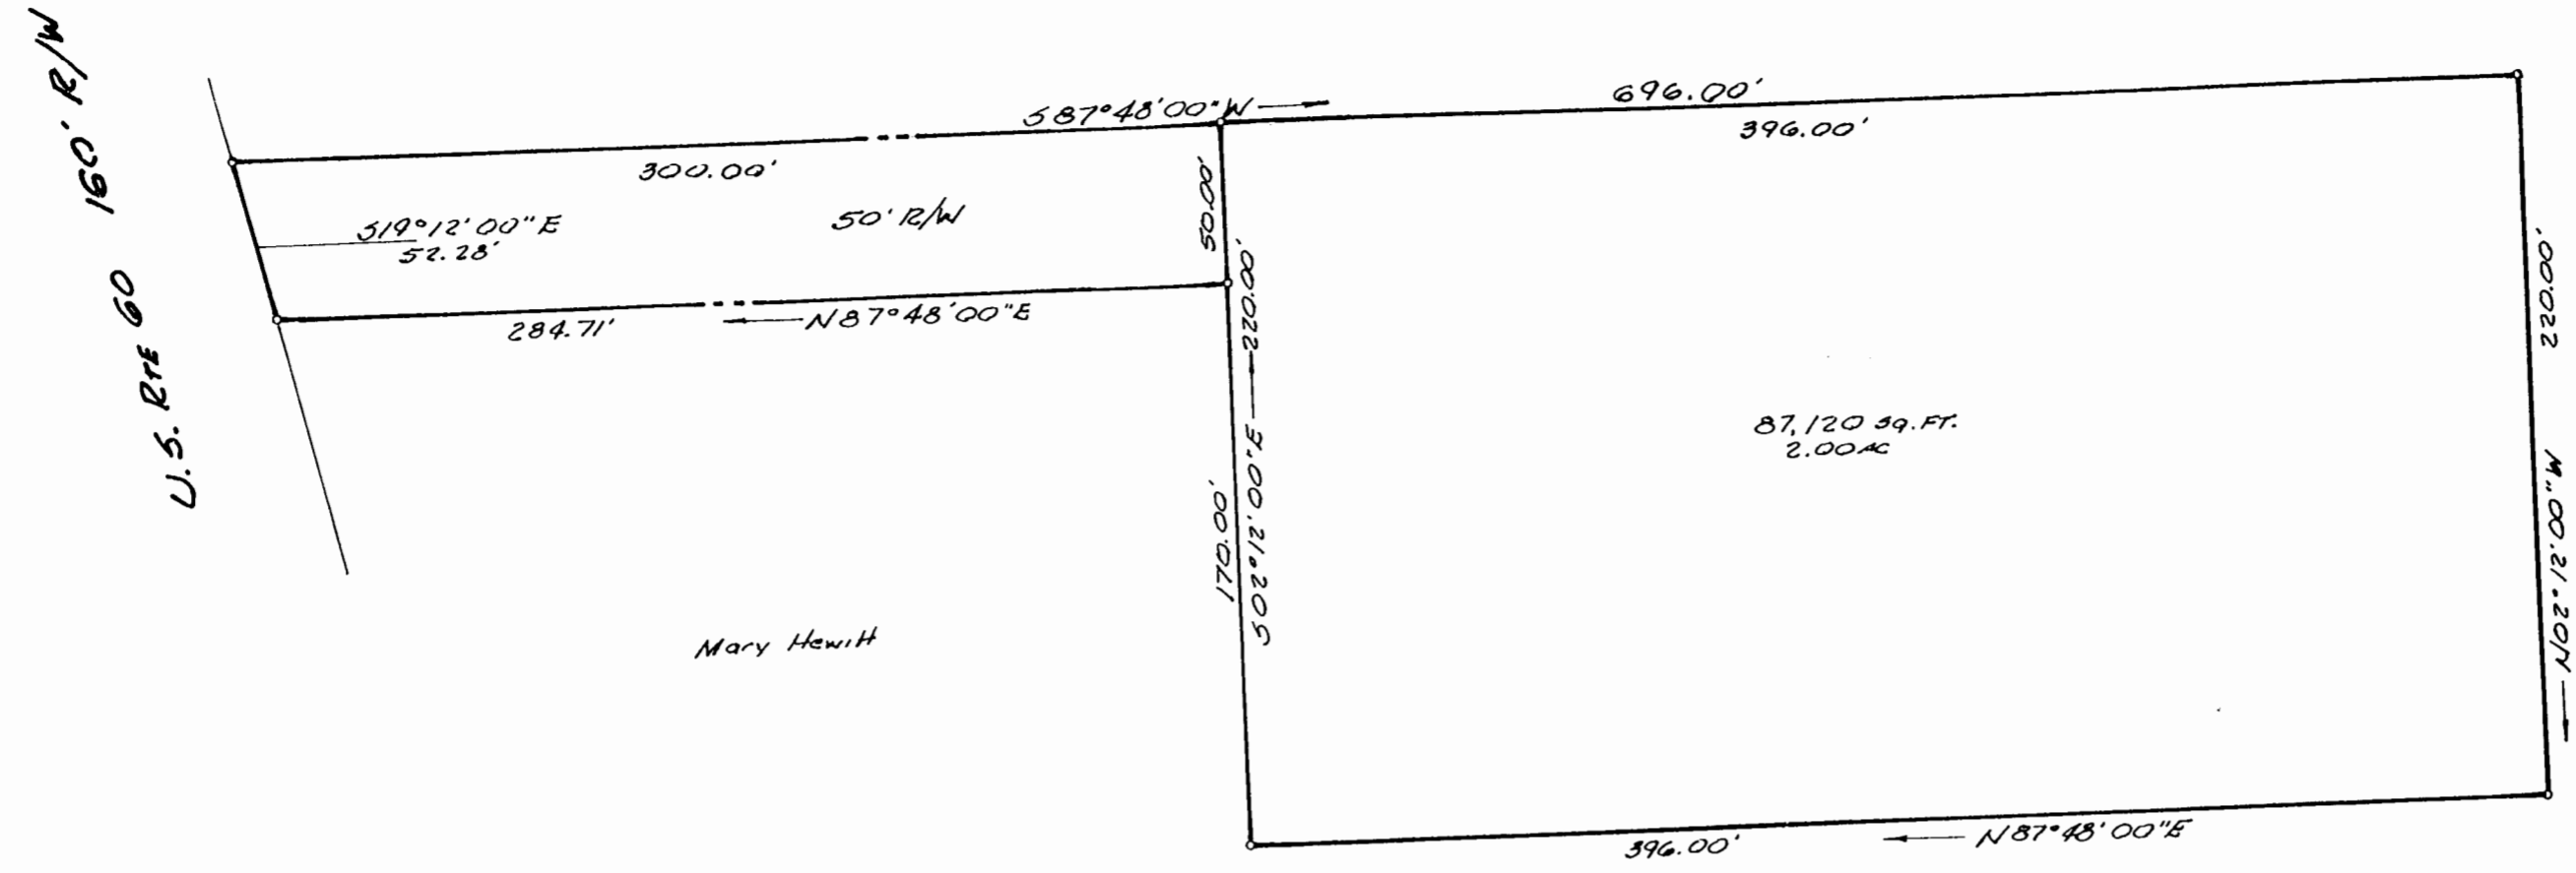 U.S. RTE 60 160' R/W
S87°48'00"W
696.00'
396.00'
300.00'
50' R/W
S19°12'00"E
52.28'
50.00'
284.71'
N87°48'00"E
220.00'
S02°12'00"E
170.00'
220.00'
N02°12'00"W
87,120 SQ.FT.
2.00 AC
Mary Hewitt
396.00'
N87°48'00"E